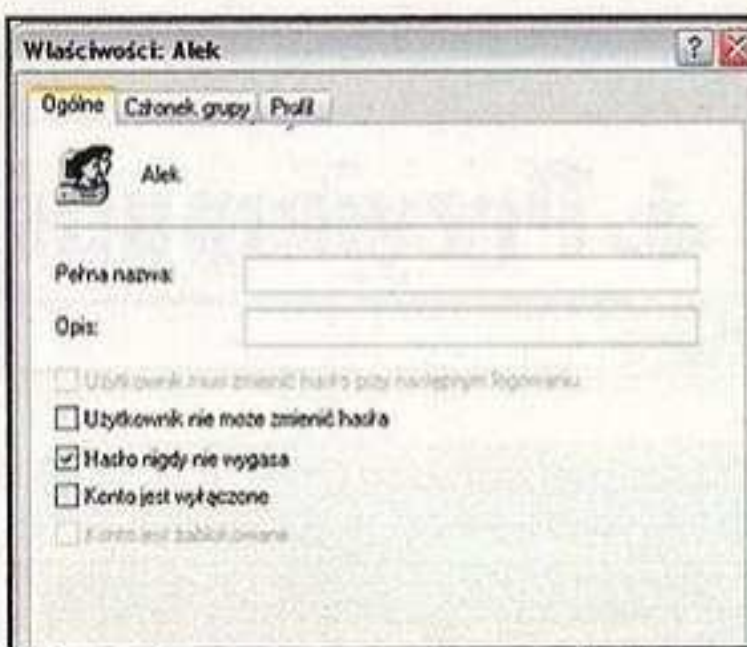 Właściwości: Alek
Ogólne Członek grupy Profil
Alek
Pełna nazwa:
Opis:
Użytkownik musi zmienić hasło przy następnym logowaniu
Użytkownik nie może zmienić hasła
Hasło nigdy nie wygasa
Konto jest wyłączone
Konto jest zablokowane